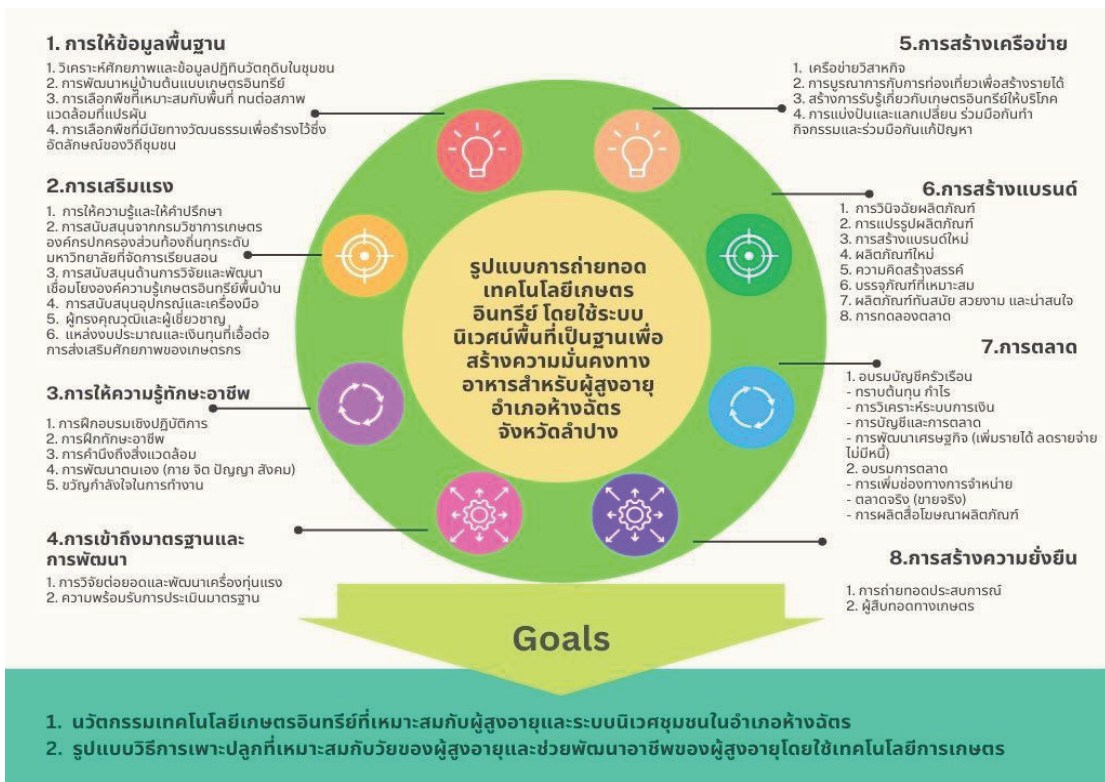 1. การให้ข้อมูลพื้นฐาน
1. วิเคราะห์ศักยภาพและข้อมูลปฏิทินวัตถุดิบในชุมชน
2. การพัฒนาหมู่บ้านต้นแบบเกษตรอินทรีย์
3. การเลือกพืชที่เหมาะสมกับพื้นที่ ทนต่อสภาพ
แวดล้อมที่แปรผัน
4. การเลือกพืชที่มีนัยทางวัฒนธรรมเพื่อธำรงไว้ซึ่ง
อัตลักษณ์ของวิถีชุมชน
2.การเสริมแรง
1. การให้ความรู้และให้คำปรึกษา
2. การสนับสนุนจากกรมวิชาการเกษตร
องค์กรปกครองส่วนท้องถิ่นทุกระดับ
มหาวิทยาลัยที่จัดการเรียนสอน
3. การสนับสนุนด้านการวิจัยและพัฒนา
เชื่อมโยงองค์ความรู้เกษตรอินทรีย์พื้นบ้าน
4. การสนับสนุนอุปกรณ์และเครื่องมือ
5. ผู้ทรงคุณวุฒิและผู้เชี่ยวชาญ
6. แหล่งงบประมาณและเงินทุนที่เอื้อต่อ
การส่งเสริมศักยภาพของเกษตรกร
3.การให้ความรู้ทักษะอาชีพ
1. การฝึกอบรมเชิงปฏิบัติการ
2. การฝึกทักษะอาชีพ
3. การคำนึงถึงสิ่งแวดล้อม
4. การพัฒนาตนเอง (กาย จิต ปัญญา สังคม)
5. ขวัญกำลังใจในการทำงาน
4.การเข้าถึงมาตรฐานและ
การพัฒนา
1. การวิจัยต่อยอดและพัฒนาเครื่องทุ่นแรง
2. ความพร้อมรับการประเมินมาตรฐาน
รูปแบบการถ่ายทอด
เทคโนโลยีเกษตร
อินทรีย์ โดยใช้ระบบ
นิเวศน์พื้นที่เป็นฐานเพื่อ
สร้างความมั่นคงทาง
อาหารสำหรับผู้สูงอายุ
อำเภอห้างฉัตร
จังหวัดลำปาง
5.การสร้างเครือข่าย
1. เครือข่ายวิสาหกิจ
2. การบูรณาการกับการท่องเที่ยวเพื่อสร้างรายได้
3. สร้างการรับรู้เกี่ยวกับเกษตรอินทรีย์ให้บริโภค
4. การแบ่งปันและแลกเปลี่ยน ร่วมมือกันทำ
กิจกรรมและร่วมมือกันแก้ปัญหา
6.การสร้างแบรนด์
1. การวินิจฉัยผลิตภัณฑ์
2. การแปรรูปผลิตภัณฑ์
3. การสร้างแบรนด์ใหม่
4. ผลิตภัณฑ์ใหม่
5. ความคิดสร้างสรรค์
6. บรรจุภัณฑ์ที่เหมาะสม
7. ผลิตภัณฑ์ทันสมัย สวยงาม และน่าสนใจ
8. การทดลองตลาด
7.การตลาด
1. อบรมบัญชีครัวเรือน
- ทราบต้นทุน กำไร
- การวิเคราะห์ระบบการเงิน
- การบัญชีและการตลาด
- การพัฒนาเศรษฐกิจ (เพิ่มรายได้ ลดรายจ่าย
ไม่มีหนี้)
2. อบรมการตลาด
- การเพิ่มช่องทางการจำหน่าย
- ตลาดจริง (ขายจริง)
- การผลิตสื่อโฆษณาผลิตภัณฑ์
8.การสร้างความยั่งยืน
1. การถ่ายทอดประสบการณ์
2. ผู้สืบทอดทางเกษตร
Goals
1. นวัตกรรมเทคโนโลยีเกษตรอินทรีย์ที่เหมาะสมกับผู้สูงอายุและระบบนิเวศชุมชนในอำเภอห้างฉัตร
2. รูปแบบวิธีการเพาะปลูกที่เหมาะสมกับวัยของผู้สูงอายุและช่วยพัฒนาอาชีพของผู้สูงอายุโดยใช้เทคโนโลยีการเกษตร